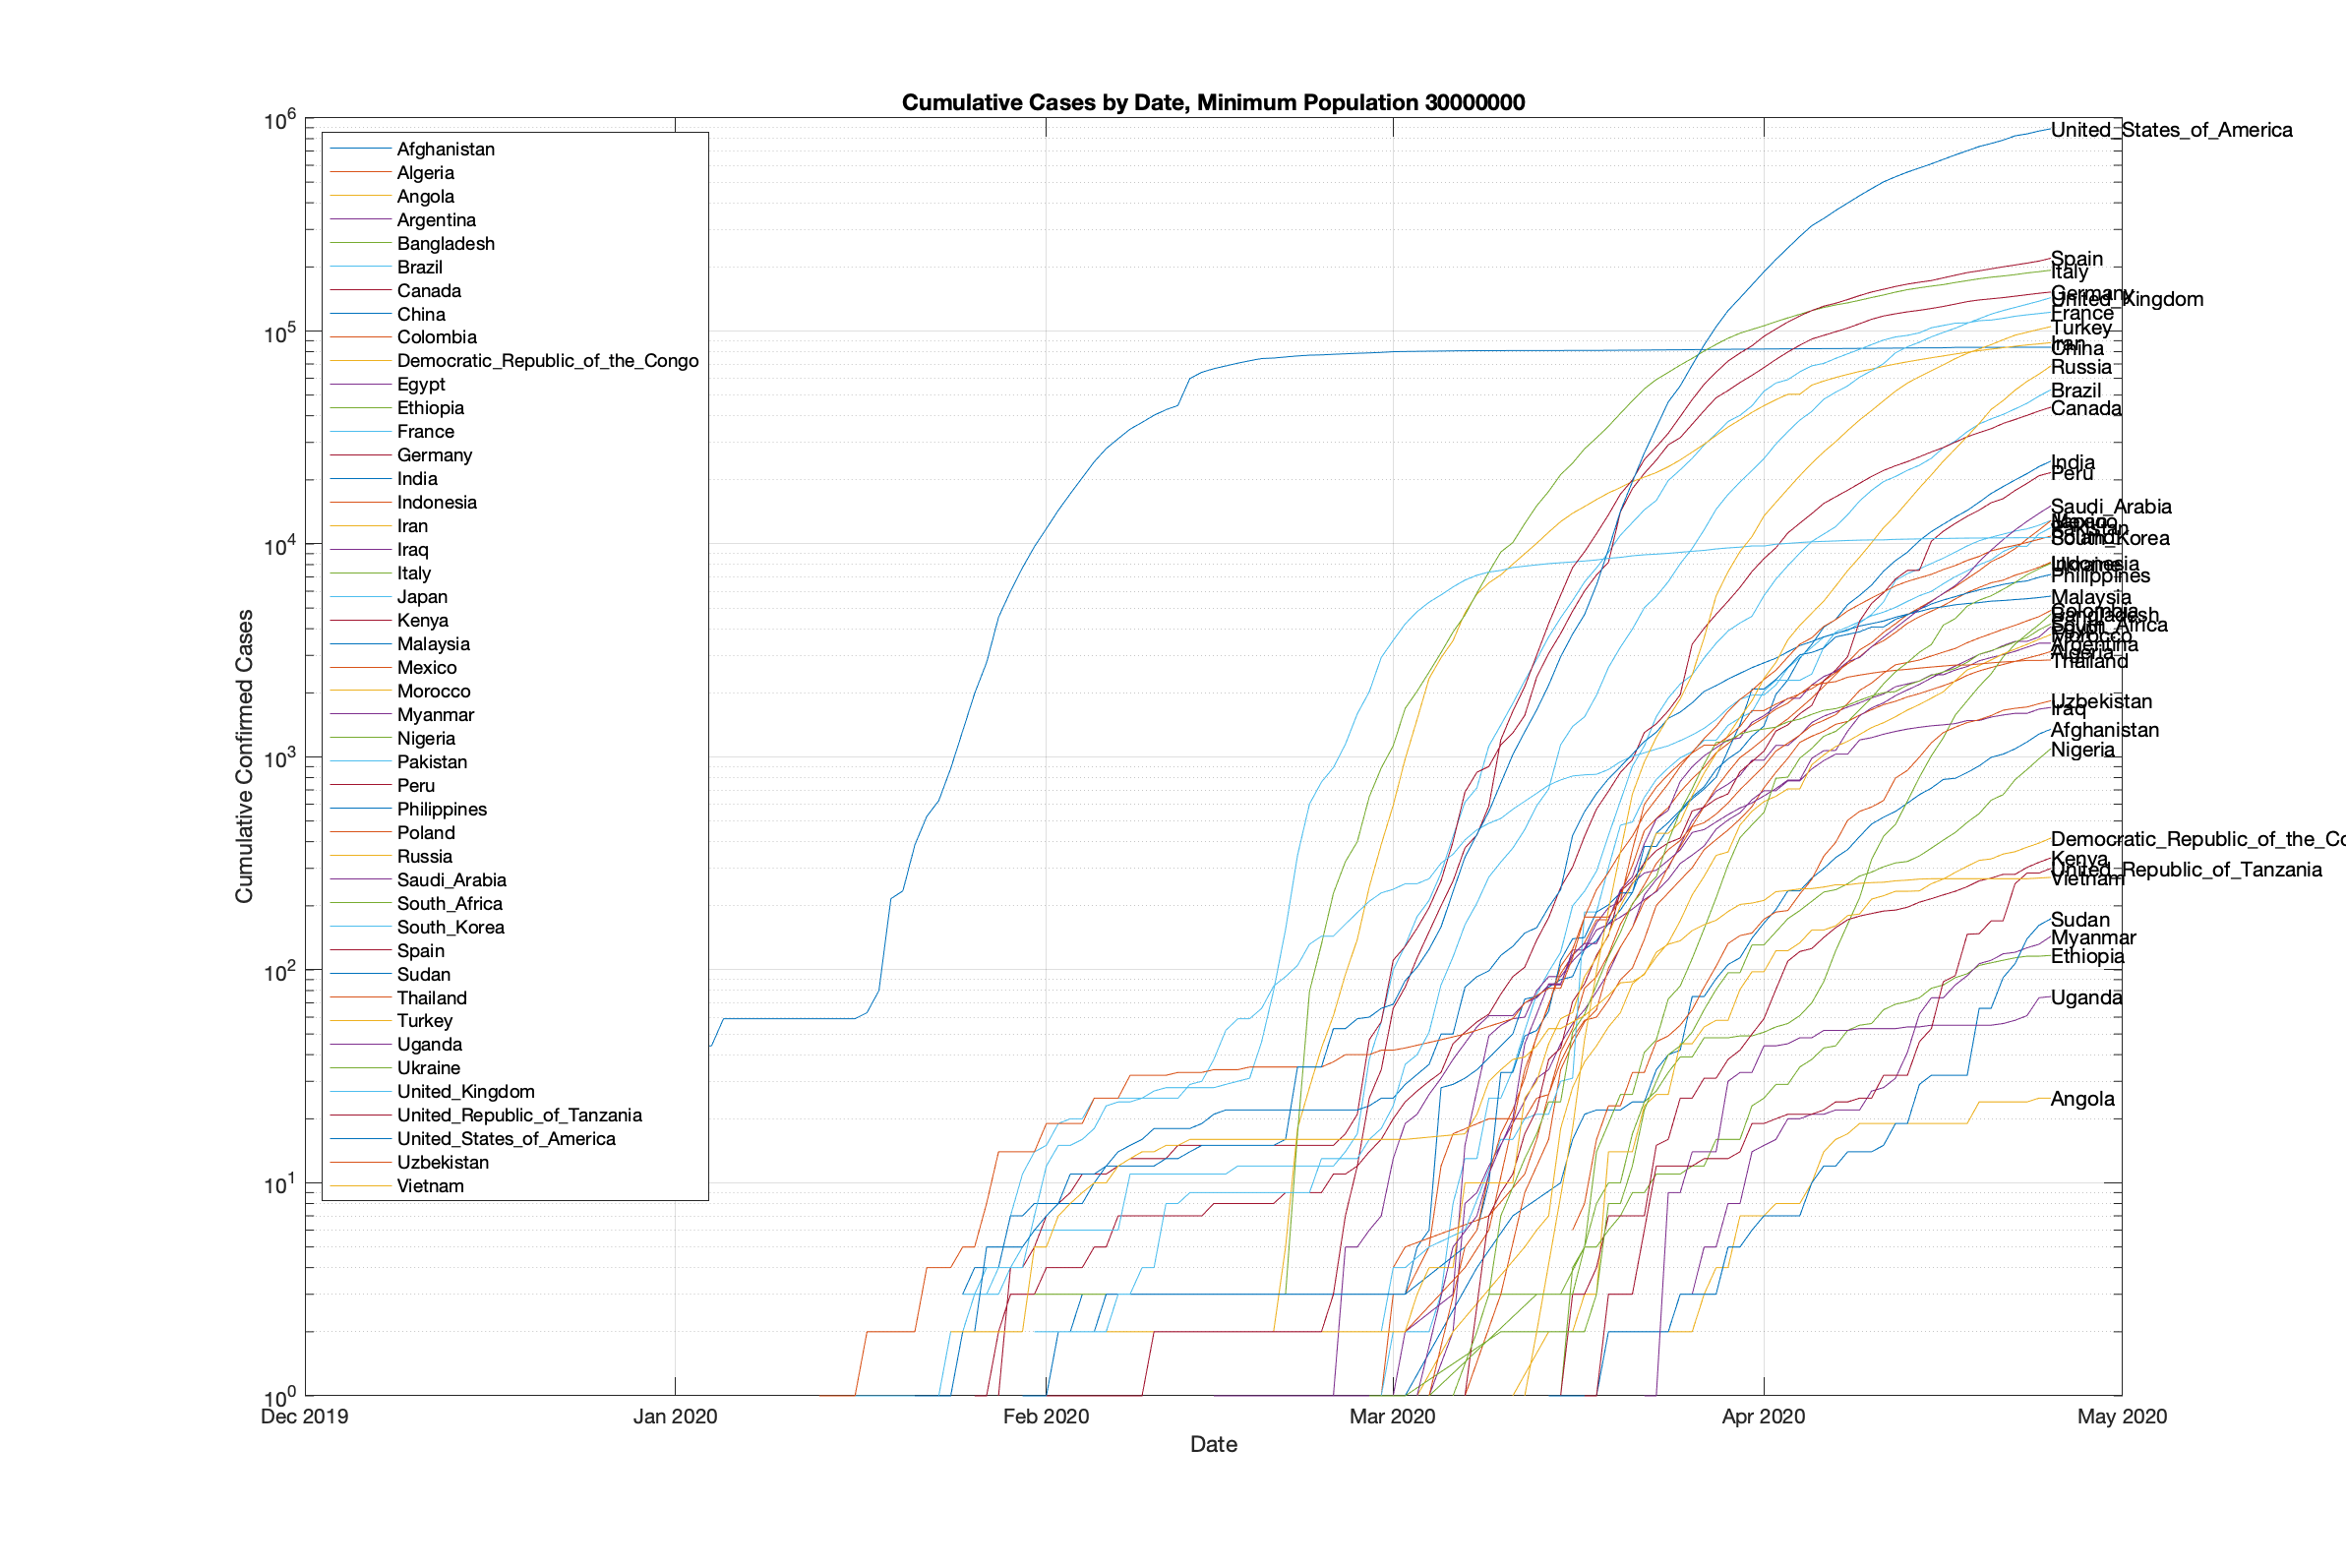 Cumulative Cases by Date, Minimum Population 30000000
10^6
10^5
10^4
10^3
10^2
10^1
10^0
Cumulative Confirmed Cases
Afghanistan
Algeria
Angola
Argentina
Bangladesh
Brazil
Canada
China
Colombia
Democratic_Republic_of_the_Congo
Egypt
Ethiopia
France
Germany
India
Indonesia
Iran
Iraq
Italy
Japan
Kenya
Malaysia
Mexico
Morocco
Myanmar
Nigeria
Pakistan
Peru
Philippines
Poland
Russia
Saudi_Arabia
South_Africa
South_Korea
Spain
Sudan
Thailand
Turkey
Uganda
Ukraine
United_Kingdom
United_Republic_of_Tanzania
United_States_of_America
Uzbekistan
Vietnam
United_States_of_America
Spain
Italy
Germany
United_Kingdom
France
Turkey
Iran
China
Russia
Brazil
Canada
India
Peru
Saudi_Arabia
Mexico
Pakistan
South_Korea
Indonesia
Philippines
Malaysia
Colombia
Bangladesh
South_Africa
Morocco
Argentina
Algeria
Thailand
Uzbekistan
Iraq
Afghanistan
Nigeria
Democratic_Republic_of_the_Co
Kenya
United_Republic_of_Tanzania
Vietnam
Sudan
Myanmar
Ethiopia
Uganda
Angola
Dec 2019
Jan 2020
Feb 2020
Mar 2020
Apr 2020
May 2020
Date